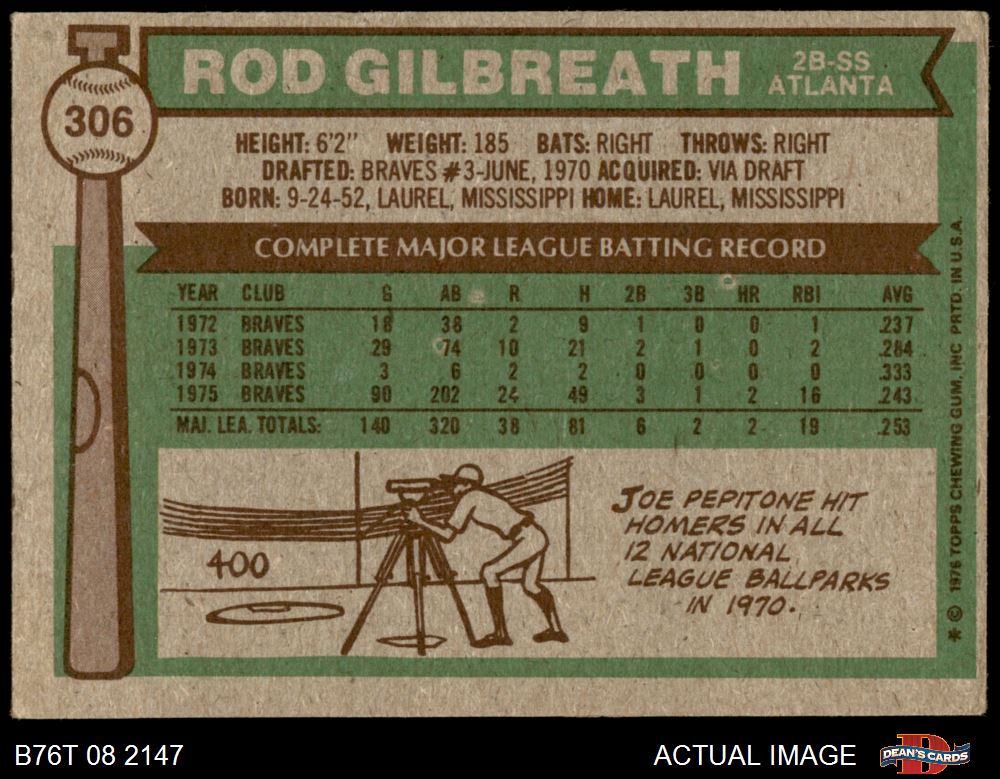 306
ROD GILBREATH
2B-SS
ATLANTA
HEIGHT: 6'2" WEIGHT: 185 BATS: RIGHT THROWS: RIGHT
DRAFTED: BRAVES #3-JUNE, 1970 ACQUIRED: VIA DRAFT
BORN: 9-24-52, LAUREL, MISSISSIPPI HOME: LAUREL, MISSISSIPPI
COMPLETE MAJOR LEAGUE BATTING RECORD
YEAR CLUB G AB R H 2B 3B HR RBI AVG
1972 BRAVES 18 38 2 9 1 0 0 1 .237
1973 BRAVES 29 74 10 21 2 1 0 2 .284
1974 BRAVES 3 6 2 2 0 0 0 0 .333
1975 BRAVES 90 202 24 49 3 1 2 16 .243
MAJ. LEA. TOTALS: 140 320 38 81 6 2 2 19 .253
400
JOE PEPITONE HIT
HOMERS IN ALL
12 NATIONAL
LEAGUE BALLPARKS
IN 1970.
* © 1976 TOPPS CHEWING GUM, INC PRTD. IN U.S.A.
B76T 08 2147
ACTUAL IMAGE
DEAN'S CARDS